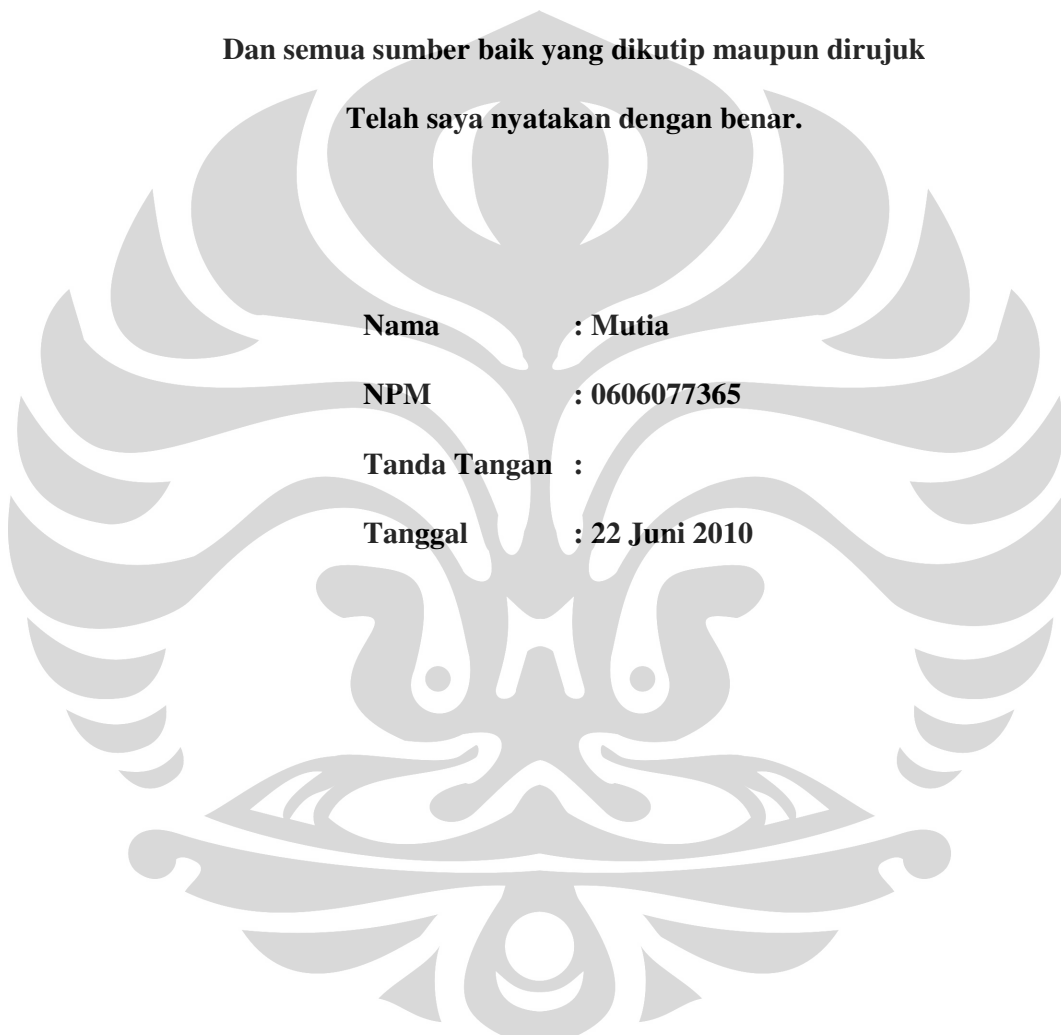 Dan semua sumber baik yang dikutip maupun dirujuk
Telah saya nyatakan dengan benar.
Nama : Mutia
NPM : 0606077365
Tanda Tangan :
Tanggal : 22 Juni 2010